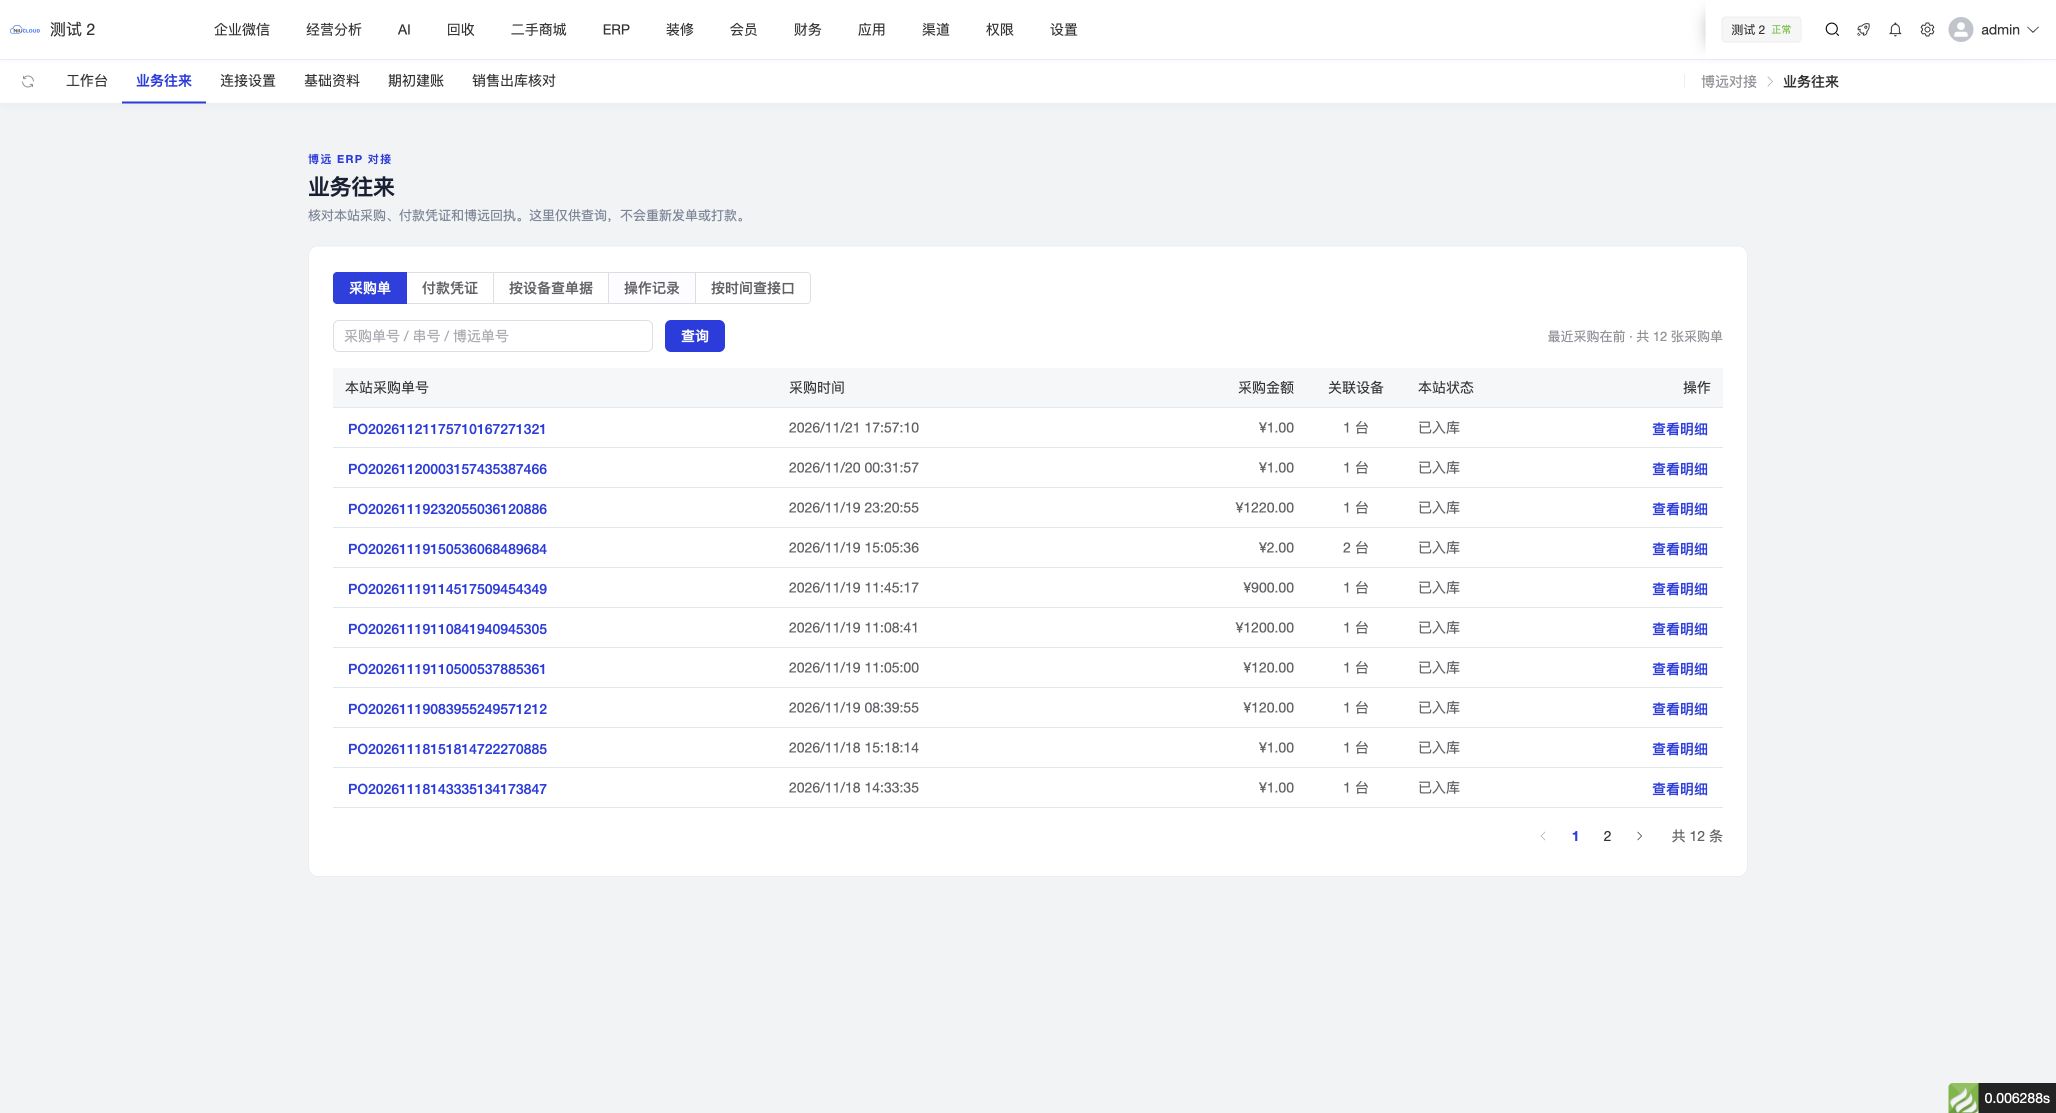 测试 2 企业微信 经营分析 AI 回收 二手商城 ERP 装修 会员 财务 应用 渠道 权限 设置 测试 2 正常 admin
工作台 业务往来 连接设置 基础资料 期初建账 销售出库核对 博远对接 > 业务往来
博远 ERP 对接
业务往来
核对本站采购、付款凭证和博远回执。这里仅供查询，不会重新发单或打款。
采购单 付款凭证 按设备查单据 操作记录 按时间查接口
采购单号 / 串号 / 博远单号 查询 最近采购在前 · 共 12 张采购单
本站采购单号 采购时间 采购金额 关联设备 本站状态 操作
PO20261121175710167271321 2026/11/21 17:57:10 ¥1.00 1 台 已入库 查看明细
PO20261120003157435387466 2026/11/20 00:31:57 ¥1.00 1 台 已入库 查看明细
PO20261119232055036120886 2026/11/19 23:20:55 ¥1220.00 1 台 已入库 查看明细
PO20261119150536068489684 2026/11/19 15:05:36 ¥2.00 2 台 已入库 查看明细
PO20261119114517509454349 2026/11/19 11:45:17 ¥900.00 1 台 已入库 查看明细
PO20261119110841940945305 2026/11/19 11:08:41 ¥1200.00 1 台 已入库 查看明细
PO20261119110500537885361 2026/11/19 11:05:00 ¥120.00 1 台 已入库 查看明细
PO20261119083955249571212 2026/11/19 08:39:55 ¥120.00 1 台 已入库 查看明细
PO20261118151814722270885 2026/11/18 15:18:14 ¥1.00 1 台 已入库 查看明细
PO20261118143335134173847 2026/11/18 14:33:35 ¥1.00 1 台 已入库 查看明细
1 2 共 12 条
0.006288s